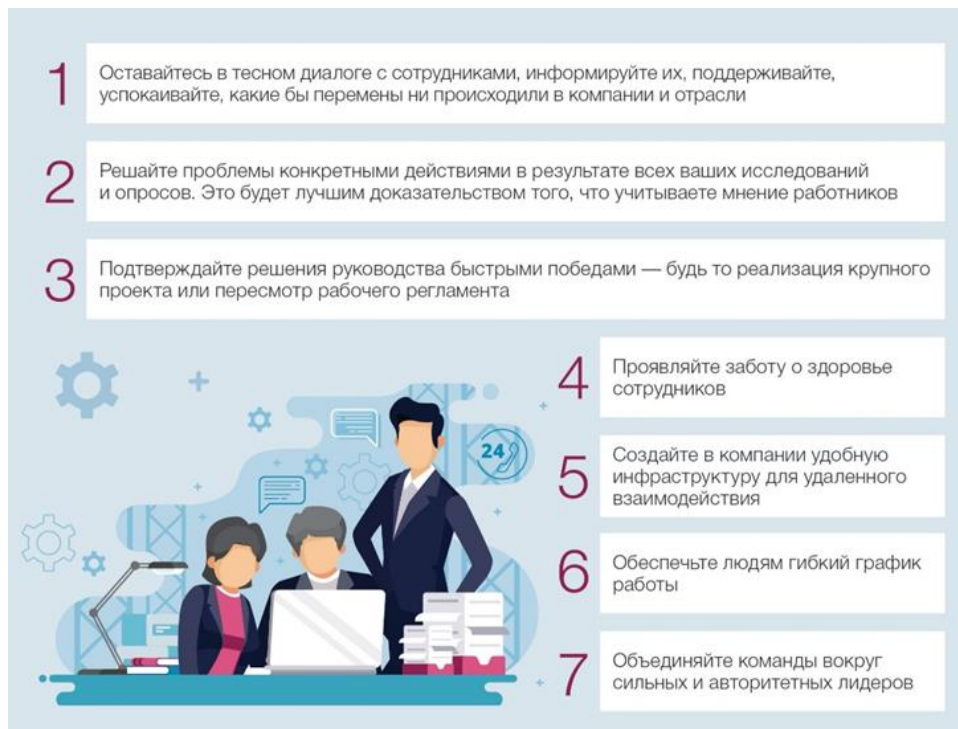 1
Оставайтесь в тесном диалоге с сотрудниками, информируйте их, поддерживайте,
успокаивайте, какие бы перемены ни происходили в компании и отрасли
2
Решайте проблемы конкретными действиями в результате всех ваших исследований
и опросов. Это будет лучшим доказательством того, что учитываете мнение работников
3
Подтверждайте решения руководства быстрыми победами — будь то реализация крупного
проекта или пересмотр рабочего регламента
4
Проявляйте заботу о здоровье
сотрудников
24
5
Создайте в компании удобную
инфраструктуру для удаленного
взаимодействия
6
Обеспечьте людям гибкий график
работы
7
Объединяйте команды вокруг
сильных и авторитетных лидеров